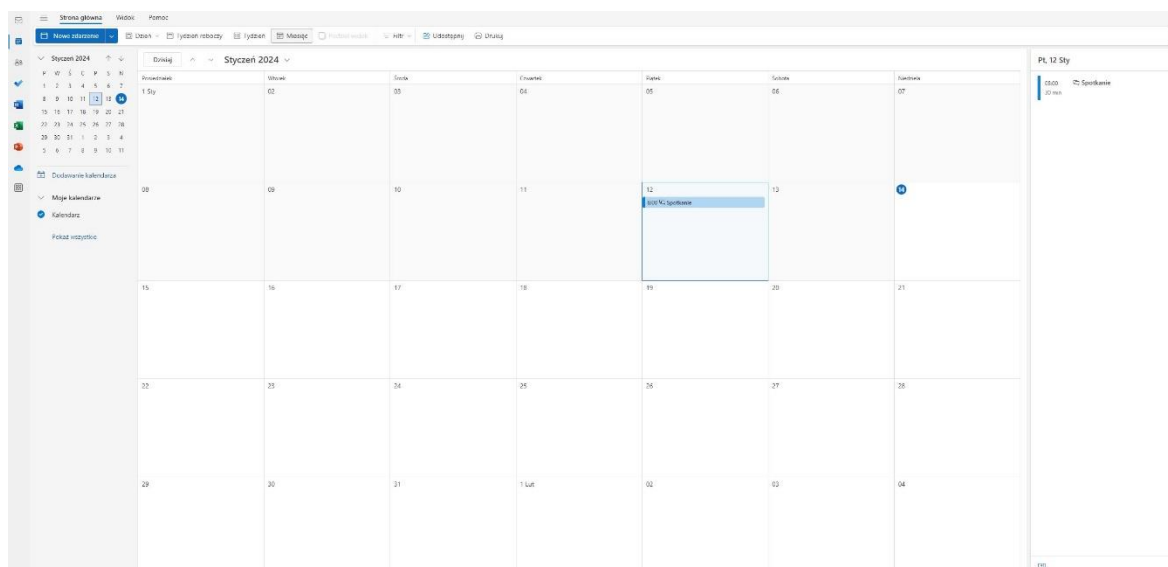 Strona główna Widok Pomoc
Nowe zdarzenie Dzień Tydzień roboczy Tydzień Miesiąc Filtr Udostępnij Drukuj
Styczeń 2024
P W Ś C P S N
1 2 3 4 5 6 7
8 9 10 11 12 13 14
15 16 17 18 19 20 21
22 23 24 25 26 27 28
29 30 31 1 2 3 4
5 6 7 8 9 10 11
Dodawanie kalendarza
Moje kalendarze
Kalendarz
Pokaż wszystkie
Dzisiaj Styczeń 2024
Poniedziałek Wtorek Środa Czwartek Piątek Sobota Niedziela
1 Sty 02 03 04 05 06 07
08 09 10 11 12 13 14
Spotkanie
15 16 17 18 19 20 21
22 23 24 25 26 27 28
29 30 31 1 Lut 02 03 04
Pt, 12 Sty
Spotkanie
30 min